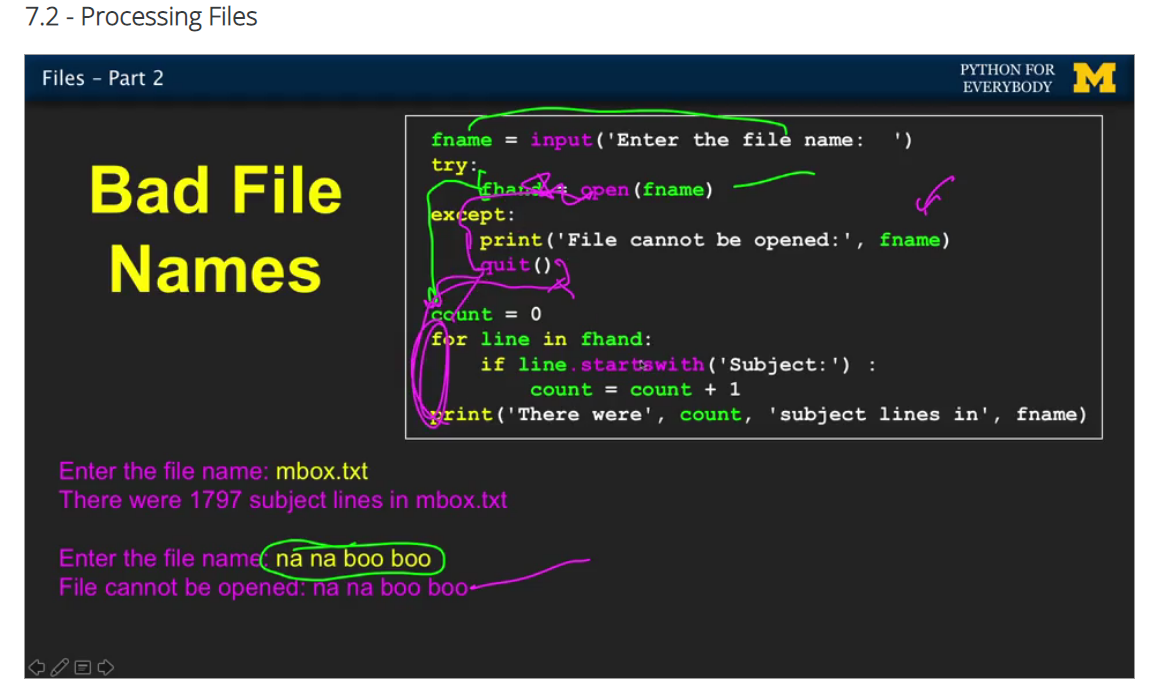 7.2 - Processing Files
Files – Part 2
PYTHON FOR
EVERYBODY
M
Bad File
Names
fname = input('Enter the file name:  ')
try:
    fhand = open(fname)
except:
    print('File cannot be opened:', fname)
    quit()
count = 0
for line in fhand:
    if line.startswith('Subject:') :
        count = count + 1
print('There were', count, 'subject lines in', fname)
Enter the file name: mbox.txt
There were 1797 subject lines in mbox.txt
Enter the file name: na na boo boo
File cannot be opened: na na boo boo